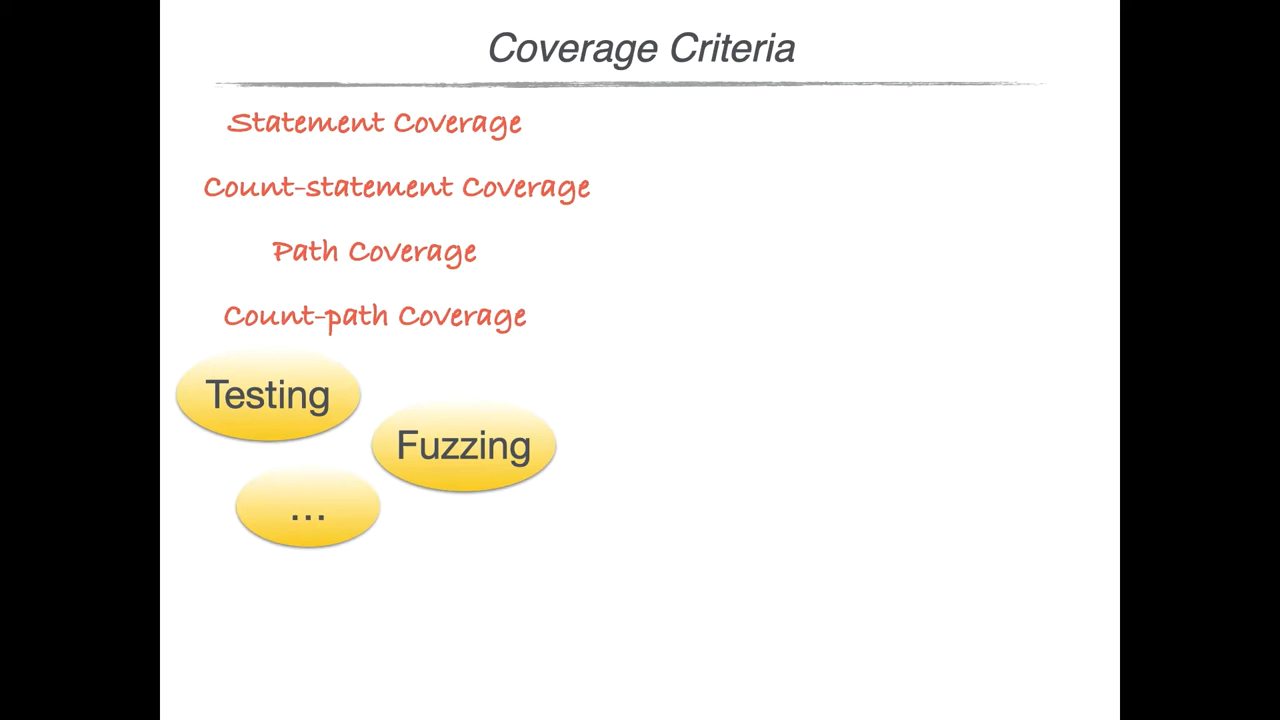 Coverage Criteria
Statement Coverage
Count-statement Coverage
Path Coverage
Count-path Coverage
Testing
Fuzzing
...